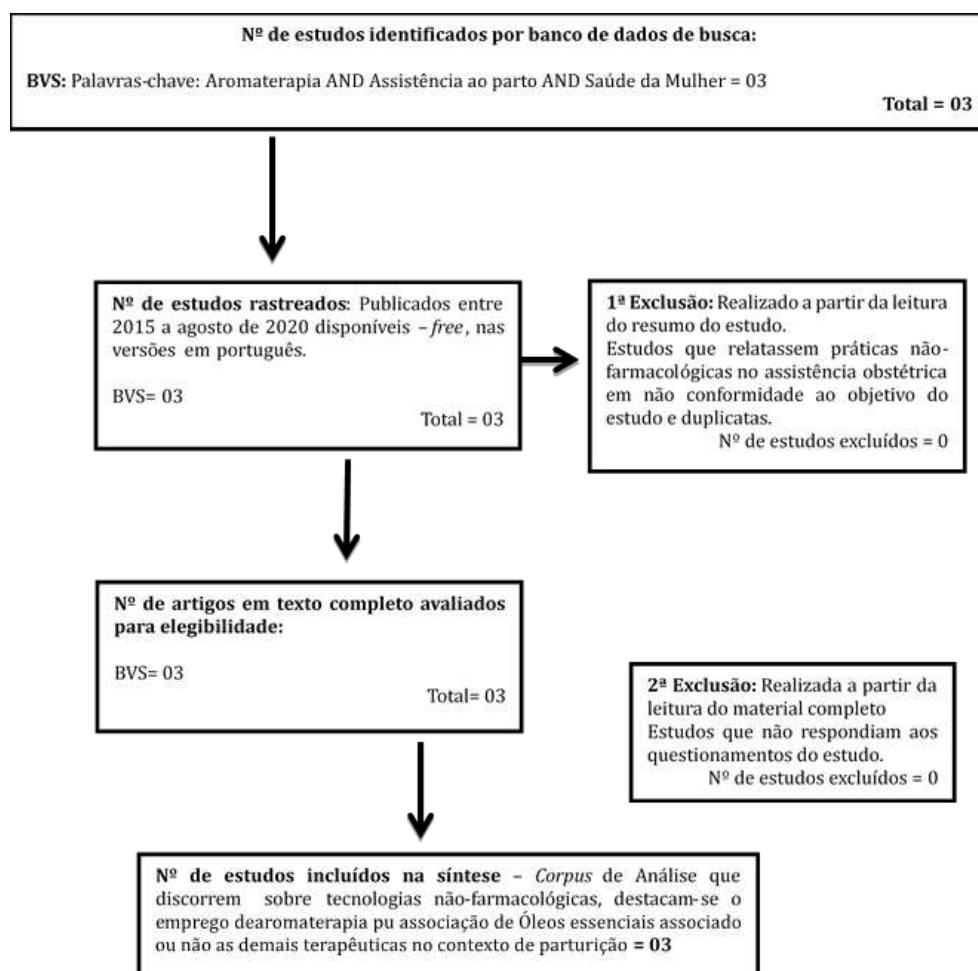 Nº de estudos identificados por banco de dados de busca:
BVS: Palavras-chave: Aromaterapia AND Assistência ao parto AND Saúde da Mulher = 03
Total = 03
Nº de estudos rastreados: Publicados entre
2015 a agosto de 2020 disponíveis – free, nas
versões em português.
BVS= 03
Total = 03
1ª Exclusão: Realizado a partir da leitura
do resumo do estudo.
Estudos que relatassem práticas não-
farmacológicas no assistência obstétrica
em não conformidade ao objetivo do
estudo e duplicatas.
Nº de estudos excluídos = 0
Nº de artigos em texto completo avaliados
para elegibilidade:
BVS= 03
Total= 03
2ª Exclusão: Realizada a partir da
leitura do material completo
Estudos que não respondiam aos
questionamentos do estudo.
Nº de estudos excluídos = 0
Nº de estudos incluídos na síntese – Corpus de Análise que
discorrem sobre tecnologias não-farmacológicas, destacam-se o
emprego dearomaterapia pu associação de Óleos essenciais associado
ou não as demais terapêuticas no contexto de parturição = 03